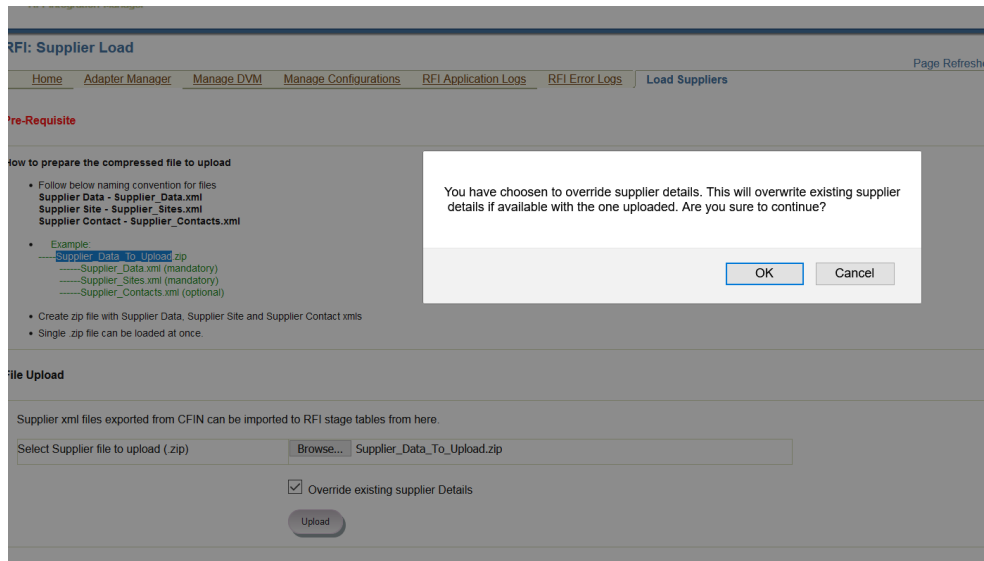 RFI: Supplier Load
Page Refreshe
Home Adapter Manager Manage DVM Manage Configurations RFI Application Logs RFI Error Logs Load Suppliers
Pre-Requisite
How to prepare the compressed file to upload
• Follow below naming convention for files
Supplier Data - Supplier_Data.xml
Supplier Site - Supplier_Sites.xml
Supplier Contact - Supplier_Contacts.xml
• Example:
-----Supplier_Data_To_Upload.zip
------Supplier_Data.xml (mandatory)
------Supplier_Sites.xml (mandatory)
------Supplier_Contacts.xml (optional)
• Create zip file with Supplier Data, Supplier Site and Supplier Contact xmls
• Single .zip file can be loaded at once.
You have choosen to override supplier details. This will overwrite existing supplier
details if available with the one uploaded. Are you sure to continue?
OK Cancel
File Upload
Supplier xml files exported from CFIN can be imported to RFI stage tables from here.
Select Supplier file to upload (.zip) Browse... Supplier_Data_To_Upload.zip
Override existing supplier Details
Upload